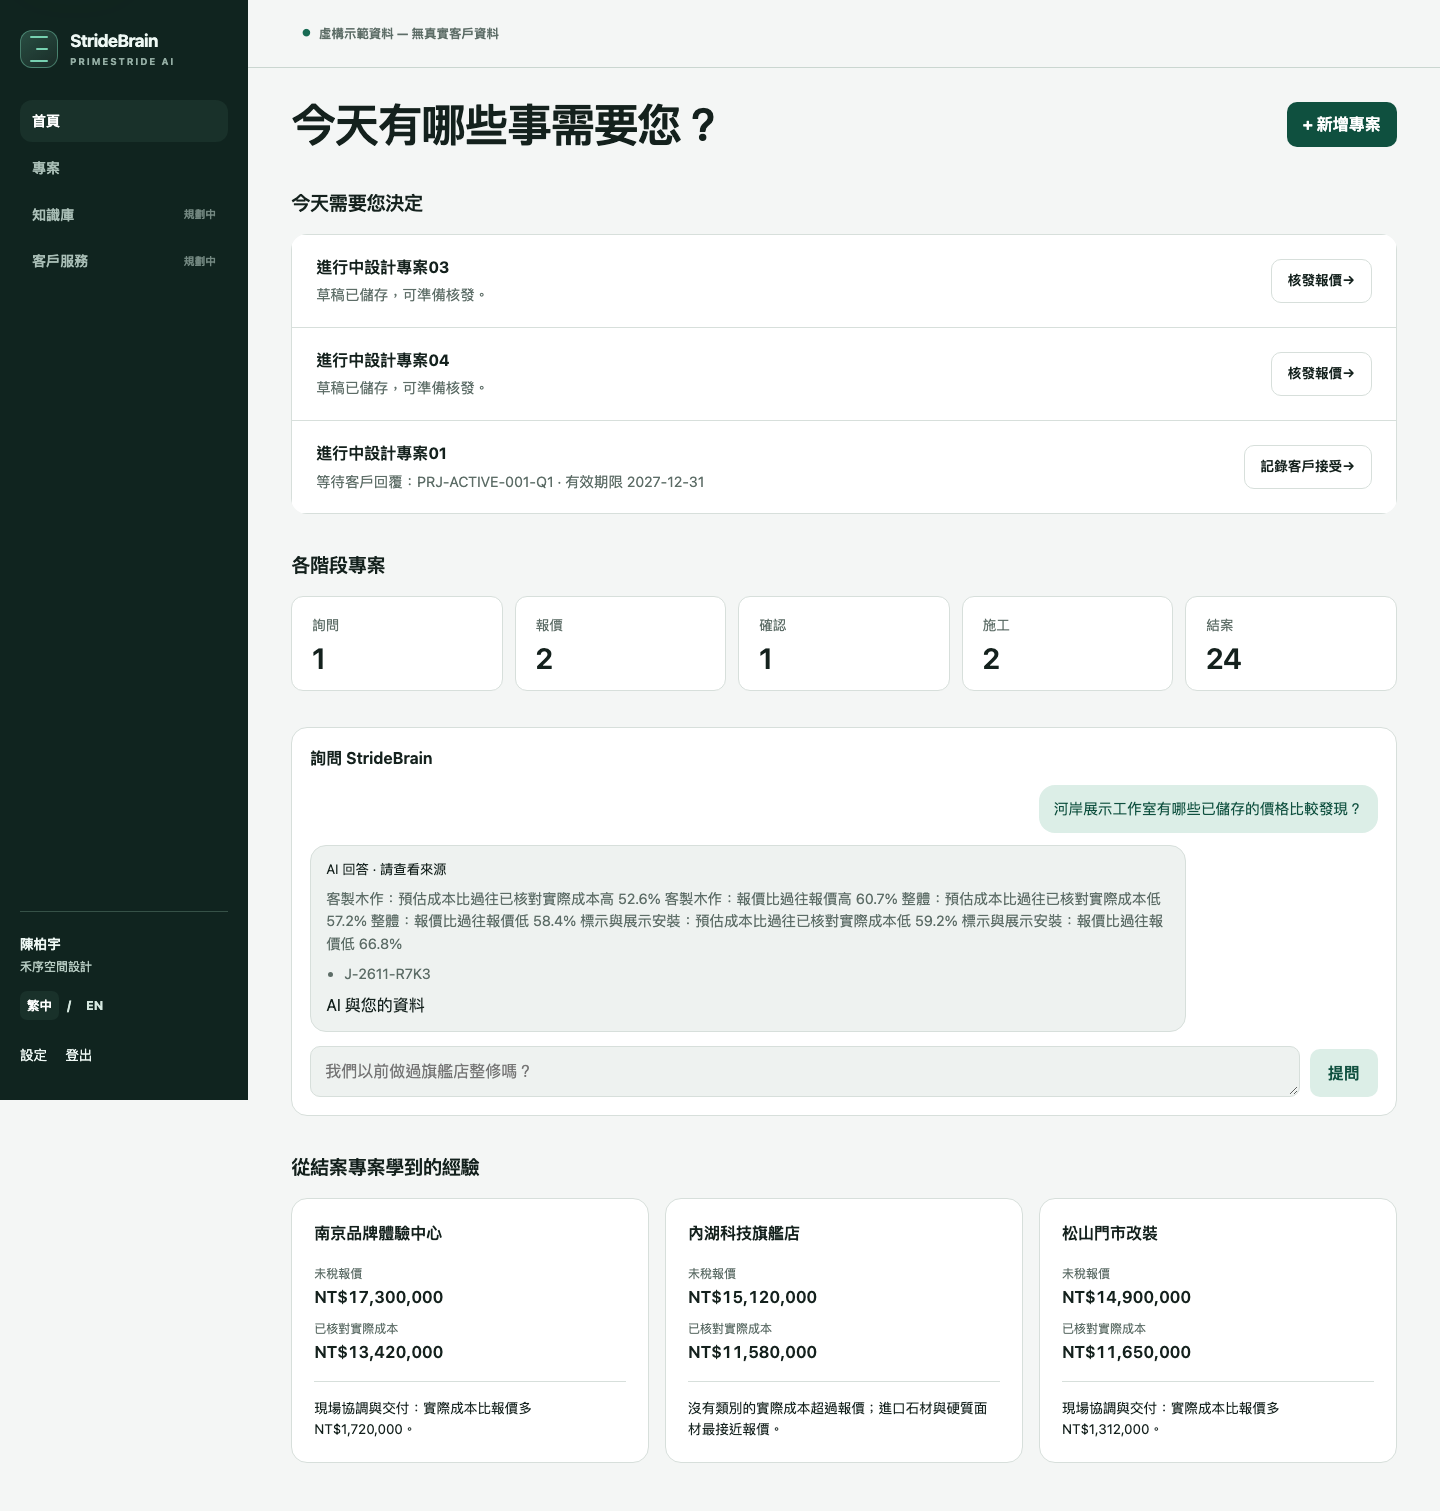 StrideBrain
PRIMESTRIDE AI
首頁
專案
知識庫 規劃中
客戶服務 規劃中
陳柏宇
禾序空間設計
繁中 / EN
設定 登出
虛構示範資料 — 無真實客戶資料
今天有哪些事需要您？
+ 新增專案
今天需要您決定
進行中設計專案03
草稿已儲存，可準備核發。
核發報價→
進行中設計專案04
草稿已儲存，可準備核發。
核發報價→
進行中設計專案01
等待客戶回覆：PRJ-ACTIVE-001-Q1 · 有效期限 2027-12-31
記錄客戶接受→
各階段專案
詢問
1
報價
2
確認
1
施工
2
結案
24
詢問 StrideBrain
河岸展示工作室有哪些已儲存的價格比較發現？
AI 回答 · 請查看來源
客製木作：預估成本比過往已核對實際成本高 52.6% 客製木作：報價比過往報價高 60.7% 整體：預估成本比過往已核對實際成本低
57.2% 整體：報價比過往報價低 58.4% 標示與展示安裝：預估成本比過往已核對實際成本低 59.2% 標示與展示安裝：報價比過往報
價低 66.8%
• J-2611-R7K3
AI 與您的資料
我們以前做過旗艦店整修嗎？
提問
從結案專案學到的經驗
南京品牌體驗中心
未稅報價
NT$17,300,000
已核對實際成本
NT$13,420,000
現場協調與交付：實際成本比報價多
NT$1,720,000。
內湖科技旗艦店
未稅報價
NT$15,120,000
已核對實際成本
NT$11,580,000
沒有類別的實際成本超過報價；進口石材與硬質面
材最接近報價。
松山門市改裝
未稅報價
NT$14,900,000
已核對實際成本
NT$11,650,000
現場協調與交付：實際成本比報價多
NT$1,312,000。